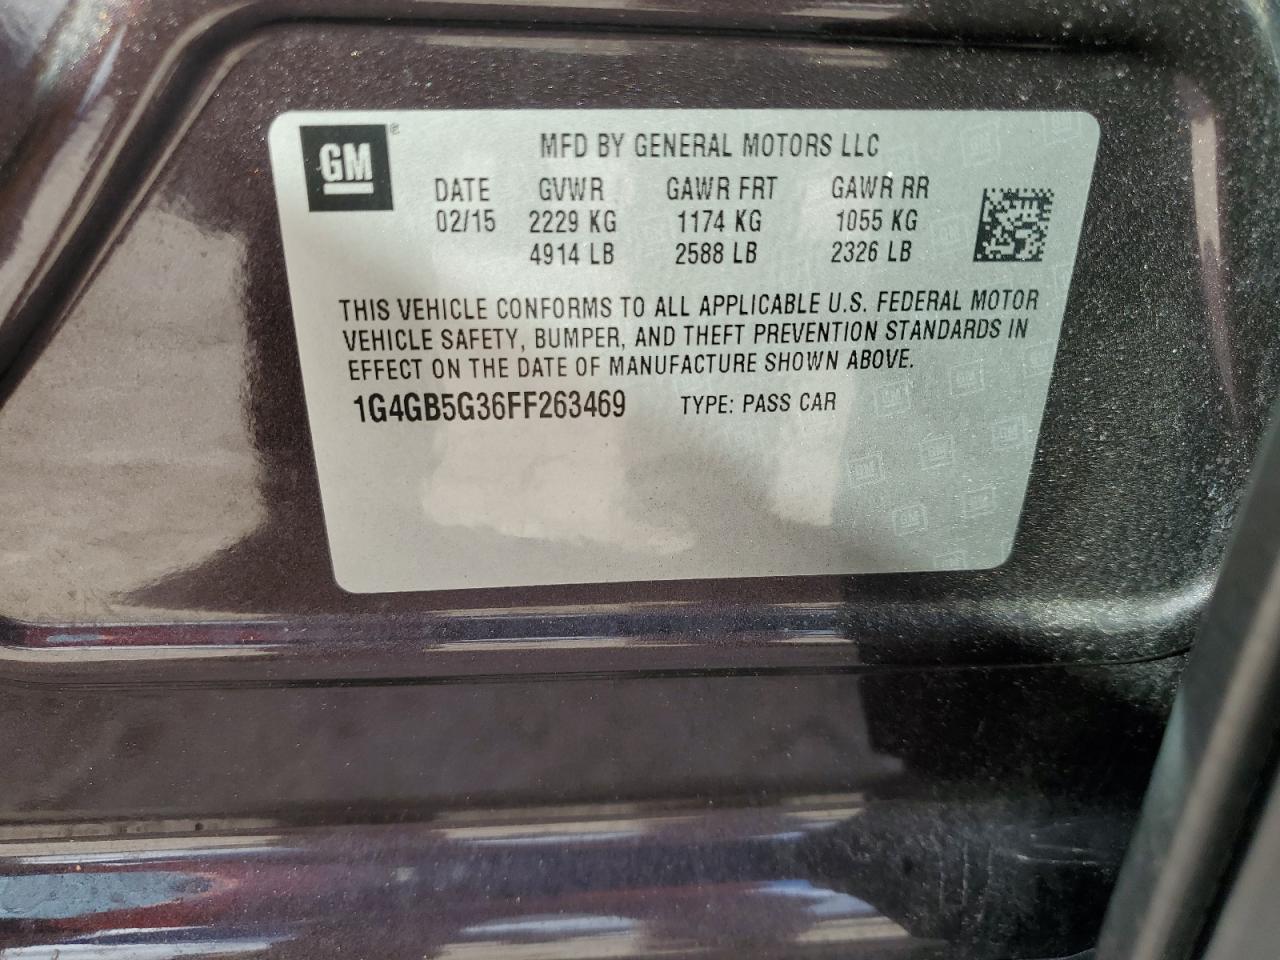 GM ®
MFD BY GENERAL MOTORS LLC
DATE GVWR GAWR FRT GAWR RR
02/15 2229 KG 1174 KG 1055 KG
4914 LB 2588 LB 2326 LB
THIS VEHICLE CONFORMS TO ALL APPLICABLE U.S. FEDERAL MOTOR
VEHICLE SAFETY, BUMPER, AND THEFT PREVENTION STANDARDS IN
EFFECT ON THE DATE OF MANUFACTURE SHOWN ABOVE.
1G4GB5G36FF263469 TYPE: PASS CAR